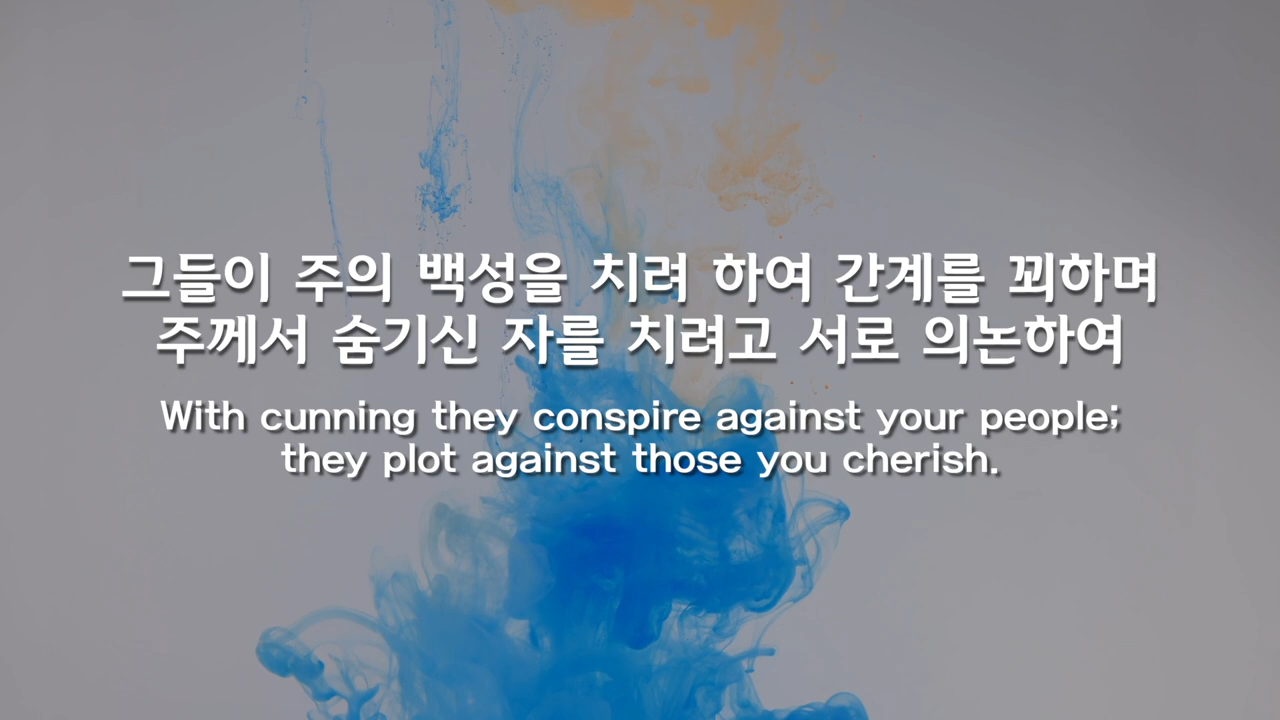 그들이 주의 백성을 치려 하여 간계를 꾀하며
주께서 숨기신 자를 치려고 서로 의논하여
With cunning they conspire against your people;
they plot against those you cherish.